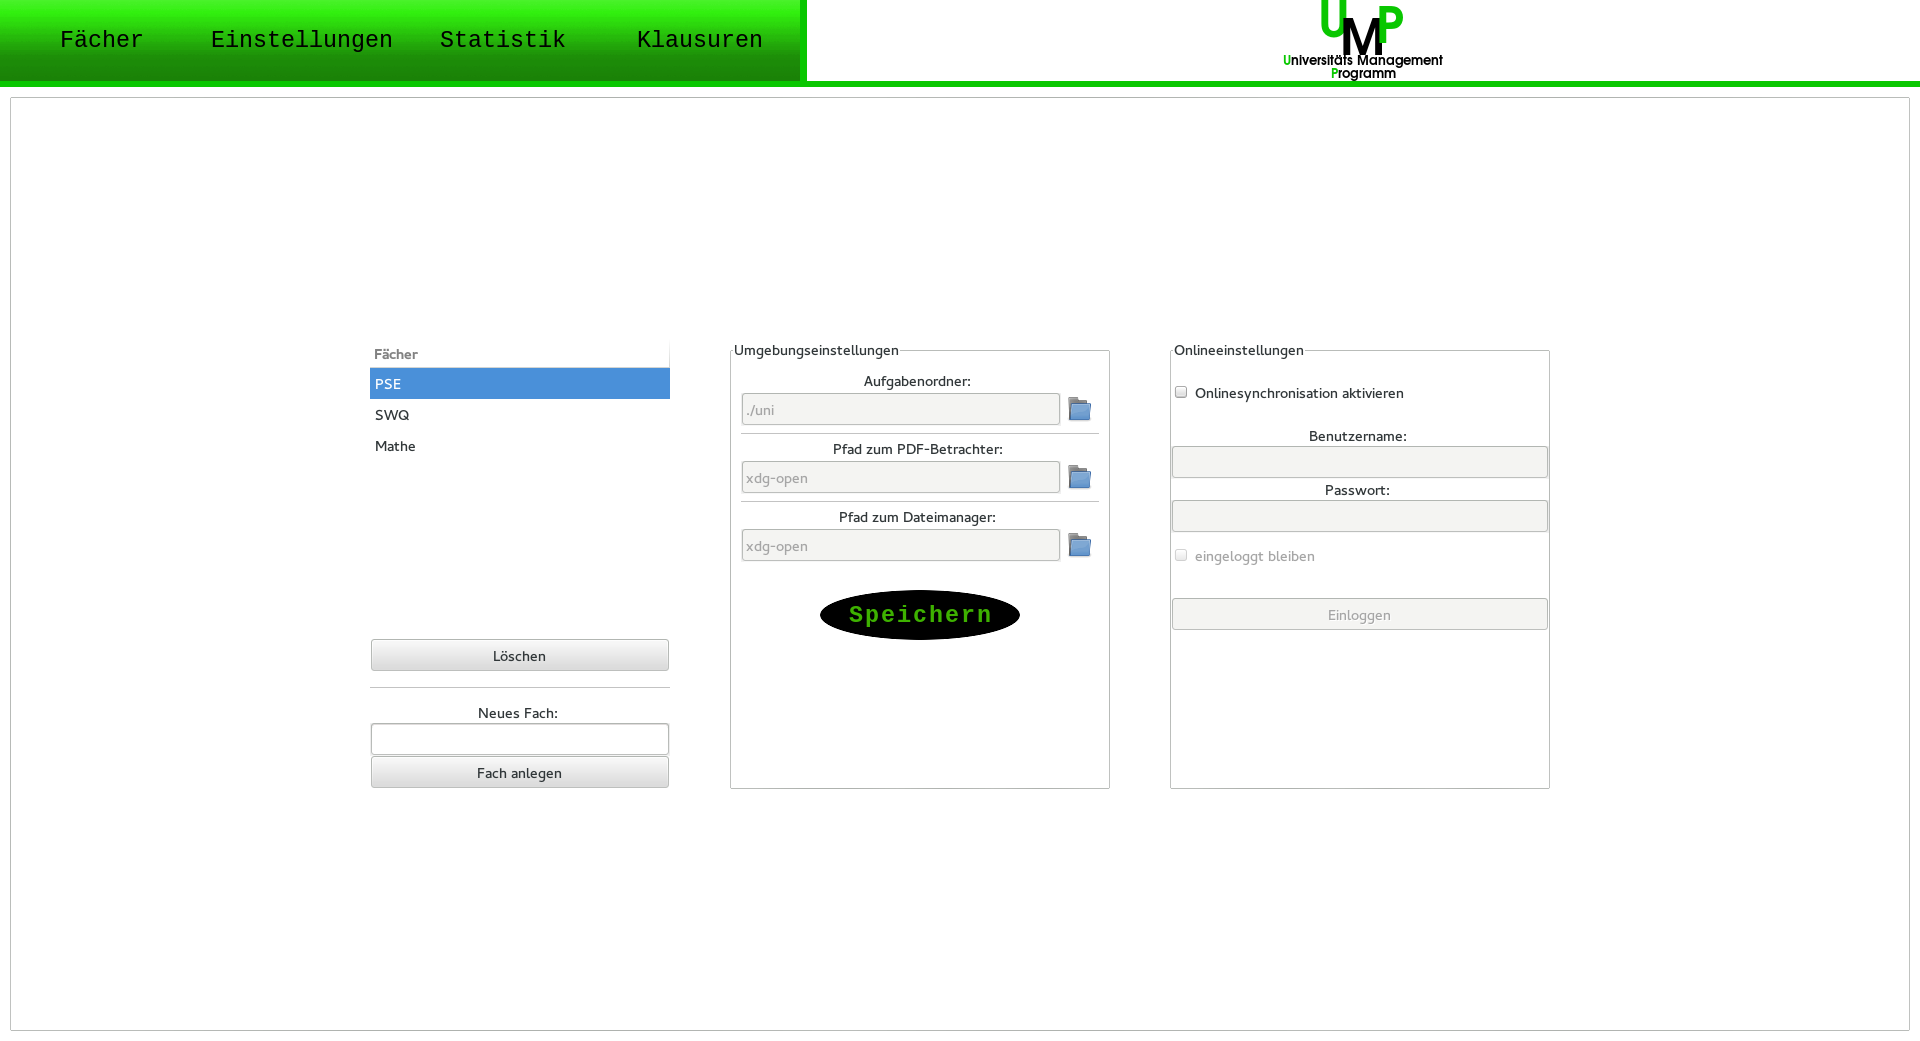 Fächer Einstellungen Statistik Klausuren
UMP
Universitäts Management
Programm
Fächer
PSE
SWQ
Mathe
Löschen
Neues Fach:
Fach anlegen
Umgebungseinstellungen
Aufgabenordner:
./uni
Pfad zum PDF-Betrachter:
xdg-open
Pfad zum Dateimanager:
xdg-open
Speichern
Onlineeinstellungen
Onlinesynchronisation aktivieren
Benutzername:
Passwort:
eingeloggt bleiben
Einloggen